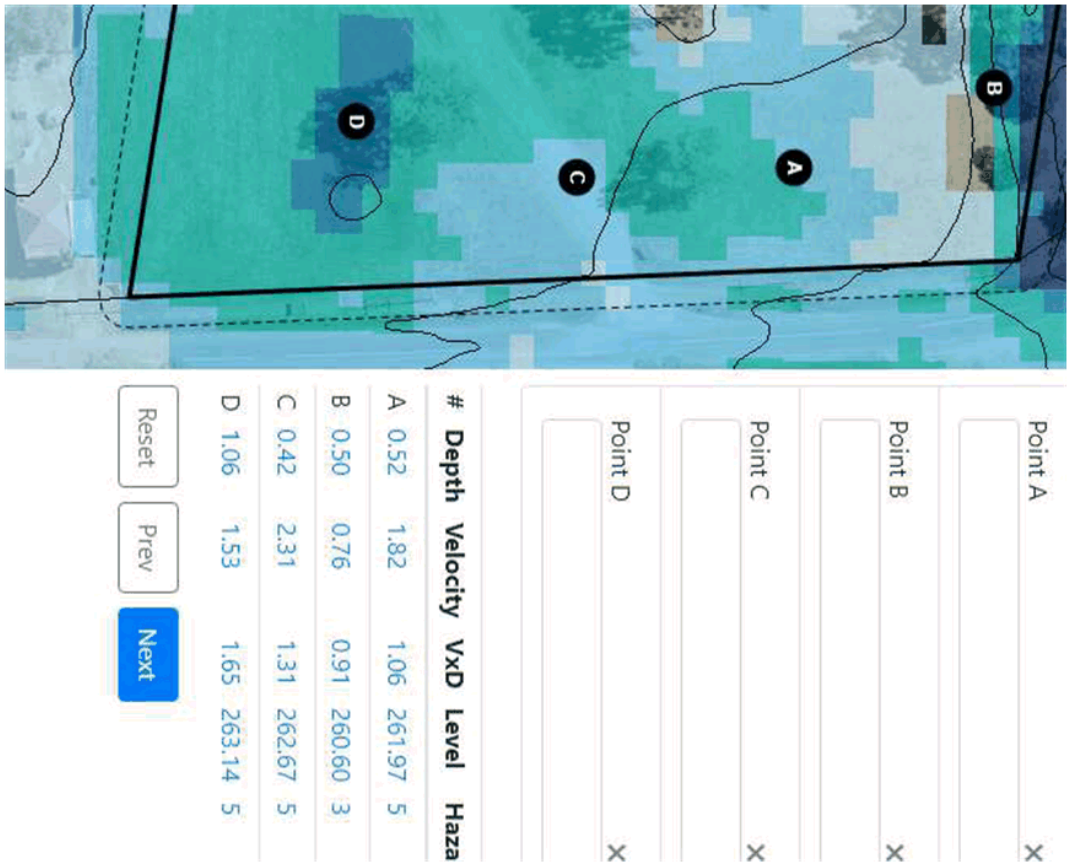 B
A
C
D
Point A
×
Point B
×
Point C
×
Point D
×
# Depth Velocity VxD Level Haza
A 0.52 1.82 1.06 261.97 5
B 0.50 0.76 0.91 260.60 3
C 0.42 2.31 1.31 262.67 5
D 1.06 1.53 1.65 263.14 5
Reset Prev Next